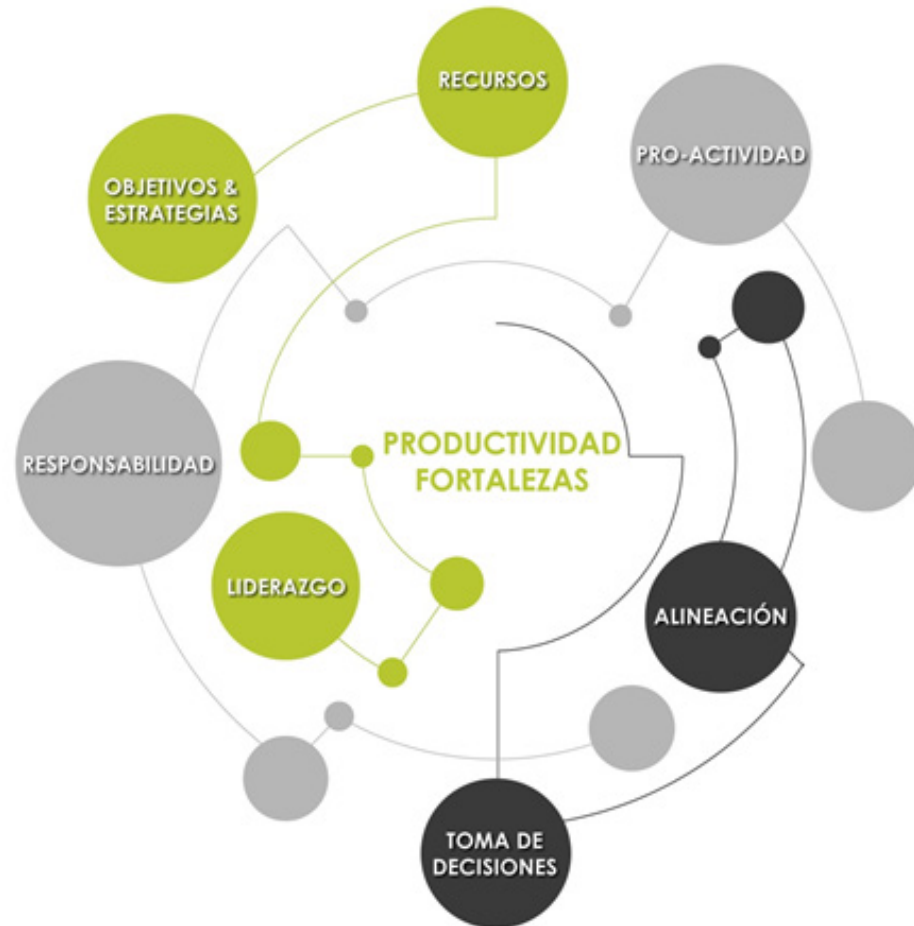 RECURSOS
PRO-ACTIVIDAD
OBJETIVOS &
ESTRATEGIAS
RESPONSABILIDAD
PRODUCTIVIDAD
FORTALEZAS
LIDERAZGO
ALINEACIÓN
TOMA DE
DECISIONES